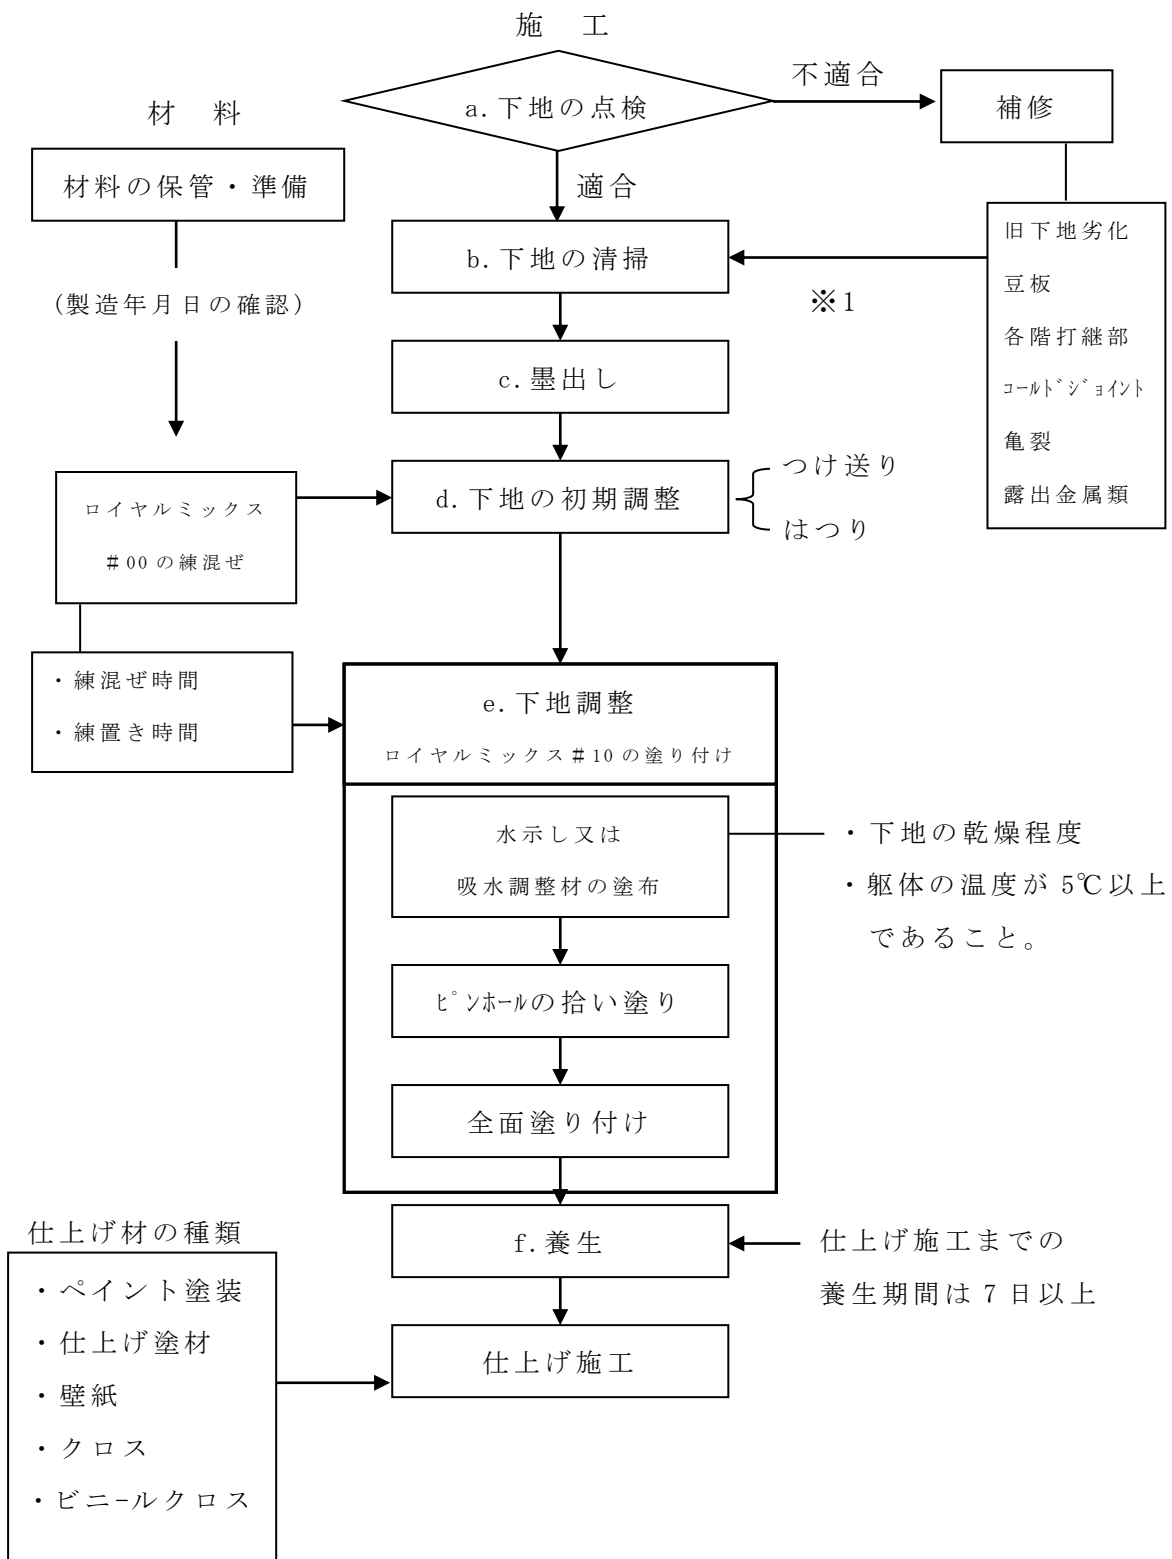 施　工
a.下地の点検
不適合
補修
材　料
材料の保管・準備
適合
b.下地の清掃
※1
旧下地劣化
豆板
各階打継部
コールドジョイント
亀裂
露出金属類
(製造年月日の確認)
c.墨出し
d.下地の初期調整
つけ送り
はつり
ロイヤルミックス
#00の練混ぜ
・練混ぜ時間
・練置き時間
e.下地調整
ロイヤルミックス#10の塗り付け
水示し又は
吸水調整材の塗布
・下地の乾燥程度
・躯体の温度が5℃以上
であること。
ピンホールの拾い塗り
全面塗り付け
f.養生
仕上げ施工までの
養生期間は7日以上
仕上げ施工
仕上げ材の種類
・ペイント塗装
・仕上げ塗材
・壁紙
・クロス
・ビニ-ルクロス